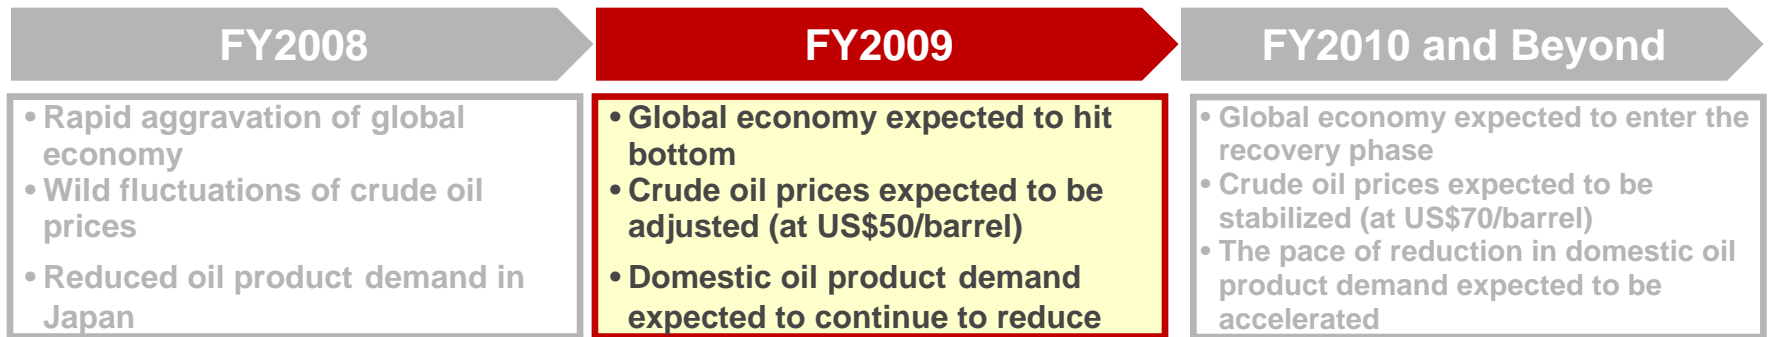 FY2008
• Rapid aggravation of global
economy
• Wild fluctuations of crude oil
prices
• Reduced oil product demand in
Japan
FY2009
• Global economy expected to hit
bottom
• Crude oil prices expected to be
adjusted (at US$50/barrel)
• Domestic oil product demand
expected to continue to reduce
FY2010 and Beyond
• Global economy expected to enter the
recovery phase
• Crude oil prices expected to be
stabilized (at US$70/barrel)
• The pace of reduction in domestic oil
product demand expected to be
accelerated